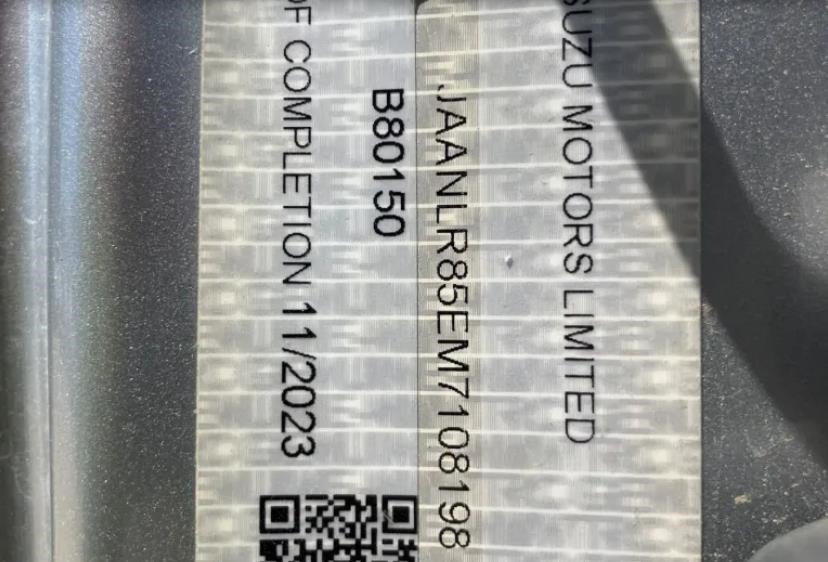 SUZU MOTORS LIMITED
JAANLR85EM7108198
B80150
OF COMPLETION 11/2023